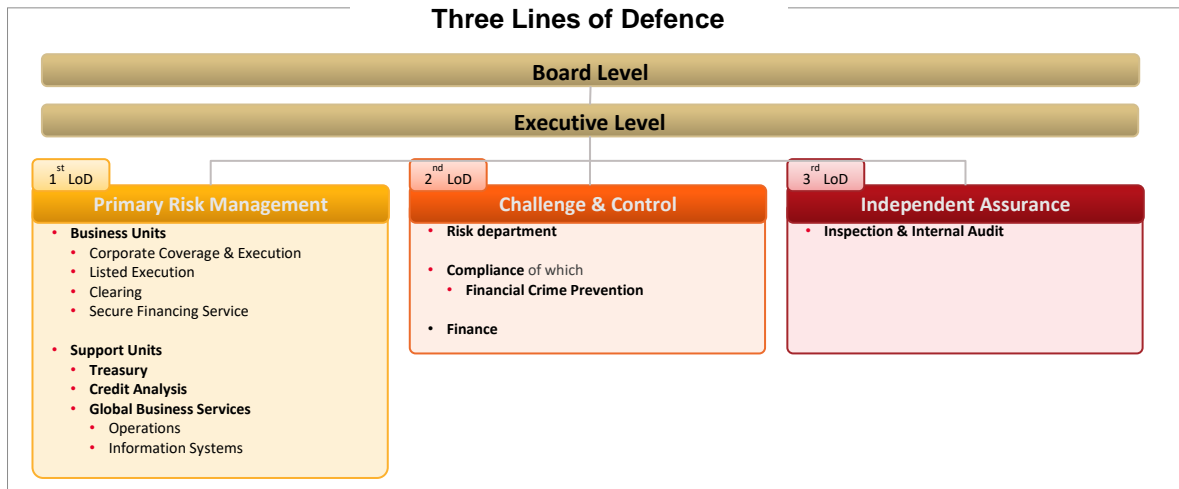 Three Lines of Defence
Board Level
Executive Level
1st LoD
Primary Risk Management
• Business Units
• Corporate Coverage & Execution
• Listed Execution
• Clearing
• Secure Financing Service
• Support Units
• Treasury
• Credit Analysis
• Global Business Services
• Operations
• Information Systems
2nd LoD
Challenge & Control
• Risk department
• Compliance of which
• Financial Crime Prevention
• Finance
3rd LoD
Independent Assurance
• Inspection & Internal Audit